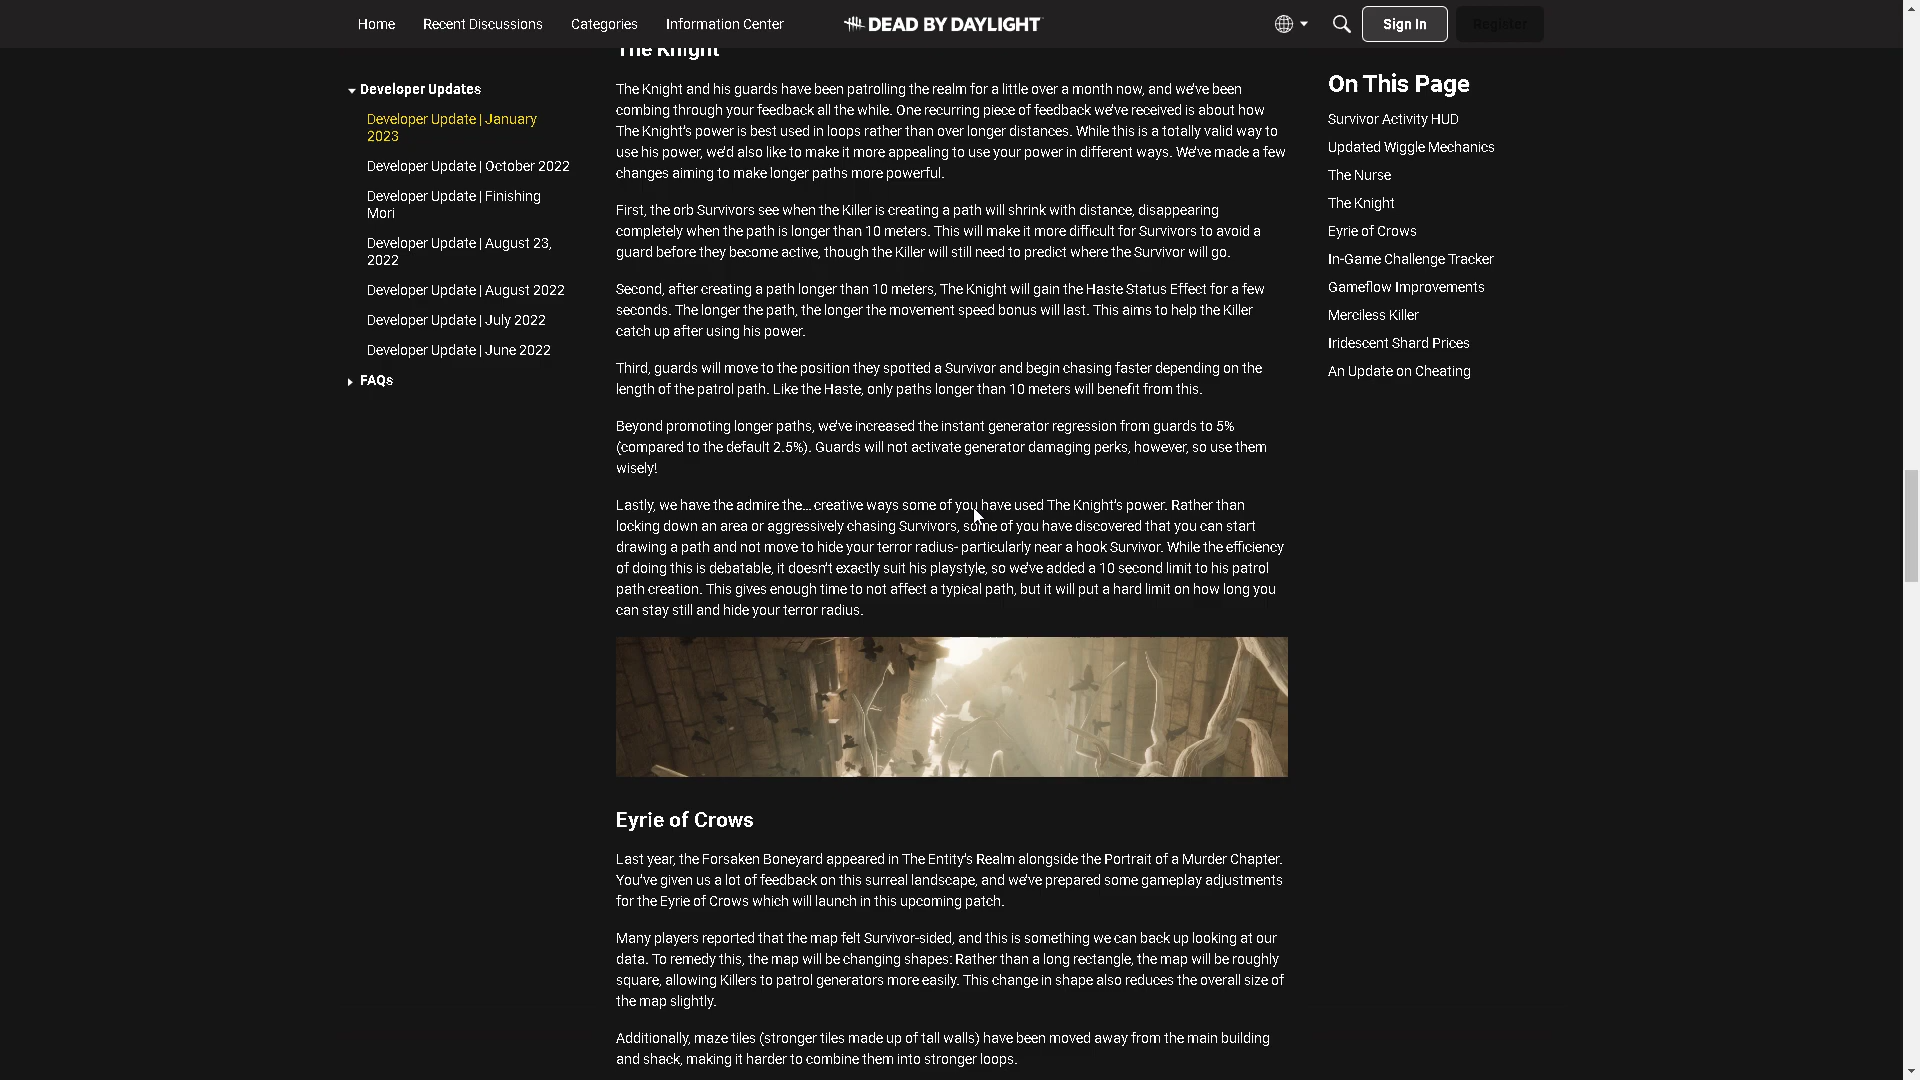 Home
Recent Discussions
Categories
Information Center
DEAD BY DAYLIGHT
Sign In
Register
Developer Updates
Developer Update | January
2023
Developer Update | October 2022
Developer Update | Finishing
Mori
Developer Update | August 23,
2022
Developer Update | August 2022
Developer Update | July 2022
Developer Update | June 2022
FAQs
The Knight
The Knight and his guards have been patrolling the realm for a little over a month now, and we've been
combing through your feedback all the while. One recurring piece of feedback we've received is about how
The Knight's power is best used in loops rather than over longer distances. While this is a totally valid way to
use his power, we'd also like to make it more appealing to use your power in different ways. We've made a few
changes aiming to make longer paths more powerful.
First, the orb Survivors see when the Killer is creating a path will shrink with distance, disappearing
completely when the path is longer than 10 meters. This will make it more difficult for Survivors to avoid a
guard before they become active, though the Killer will still need to predict where the Survivor will go.
Second, after creating a path longer than 10 meters, The Knight will gain the Haste Status Effect for a few
seconds. The longer the path, the longer the movement speed bonus will last. This aims to help the Killer
catch up after using his power.
Third, guards will move to the position they spotted a Survivor and begin chasing faster depending on the
length of the patrol path. Like the Haste, only paths longer than 10 meters will benefit from this.
Beyond promoting longer paths, we've increased the instant generator regression from guards to 5%
(compared to the default 2.5%). Guards will not activate generator damaging perks, however, so use them
wisely!
Lastly, we have the admire the... creative ways some of you have used The Knight's power. Rather than
locking down an area or aggressively chasing Survivors, some of you have discovered that you can start
drawing a path and not move to hide your terror radius- particularly near a hook Survivor. While the efficiency
of doing this is debatable, it doesn't exactly suit his playstyle, so we've added a 10 second limit to his patrol
path creation. This gives enough time to not affect a typical path, but it will put a hard limit on how long you
can stay still and hide your terror radius.
Eyrie of Crows
Last year, the Forsaken Boneyard appeared in The Entity's Realm alongside the Portrait of a Murder Chapter.
You've given us a lot of feedback on this surreal landscape, and we've prepared some gameplay adjustments
for the Eyrie of Crows which will launch in this upcoming patch.
Many players reported that the map felt Survivor-sided, and this is something we can back up looking at our
data. To remedy this, the map will be changing shapes: Rather than a long rectangle, the map will be roughly
square, allowing Killers to patrol generators more easily. This change in shape also reduces the overall size of
the map slightly.
Additionally, maze tiles (stronger tiles made up of tall walls) have been moved away from the main building
and shack, making it harder to combine them into stronger loops.
On This Page
Survivor Activity HUD
Updated Wiggle Mechanics
The Nurse
The Knight
Eyrie of Crows
In-Game Challenge Tracker
Gameflow Improvements
Merciless Killer
Iridescent Shard Prices
An Update on Cheating